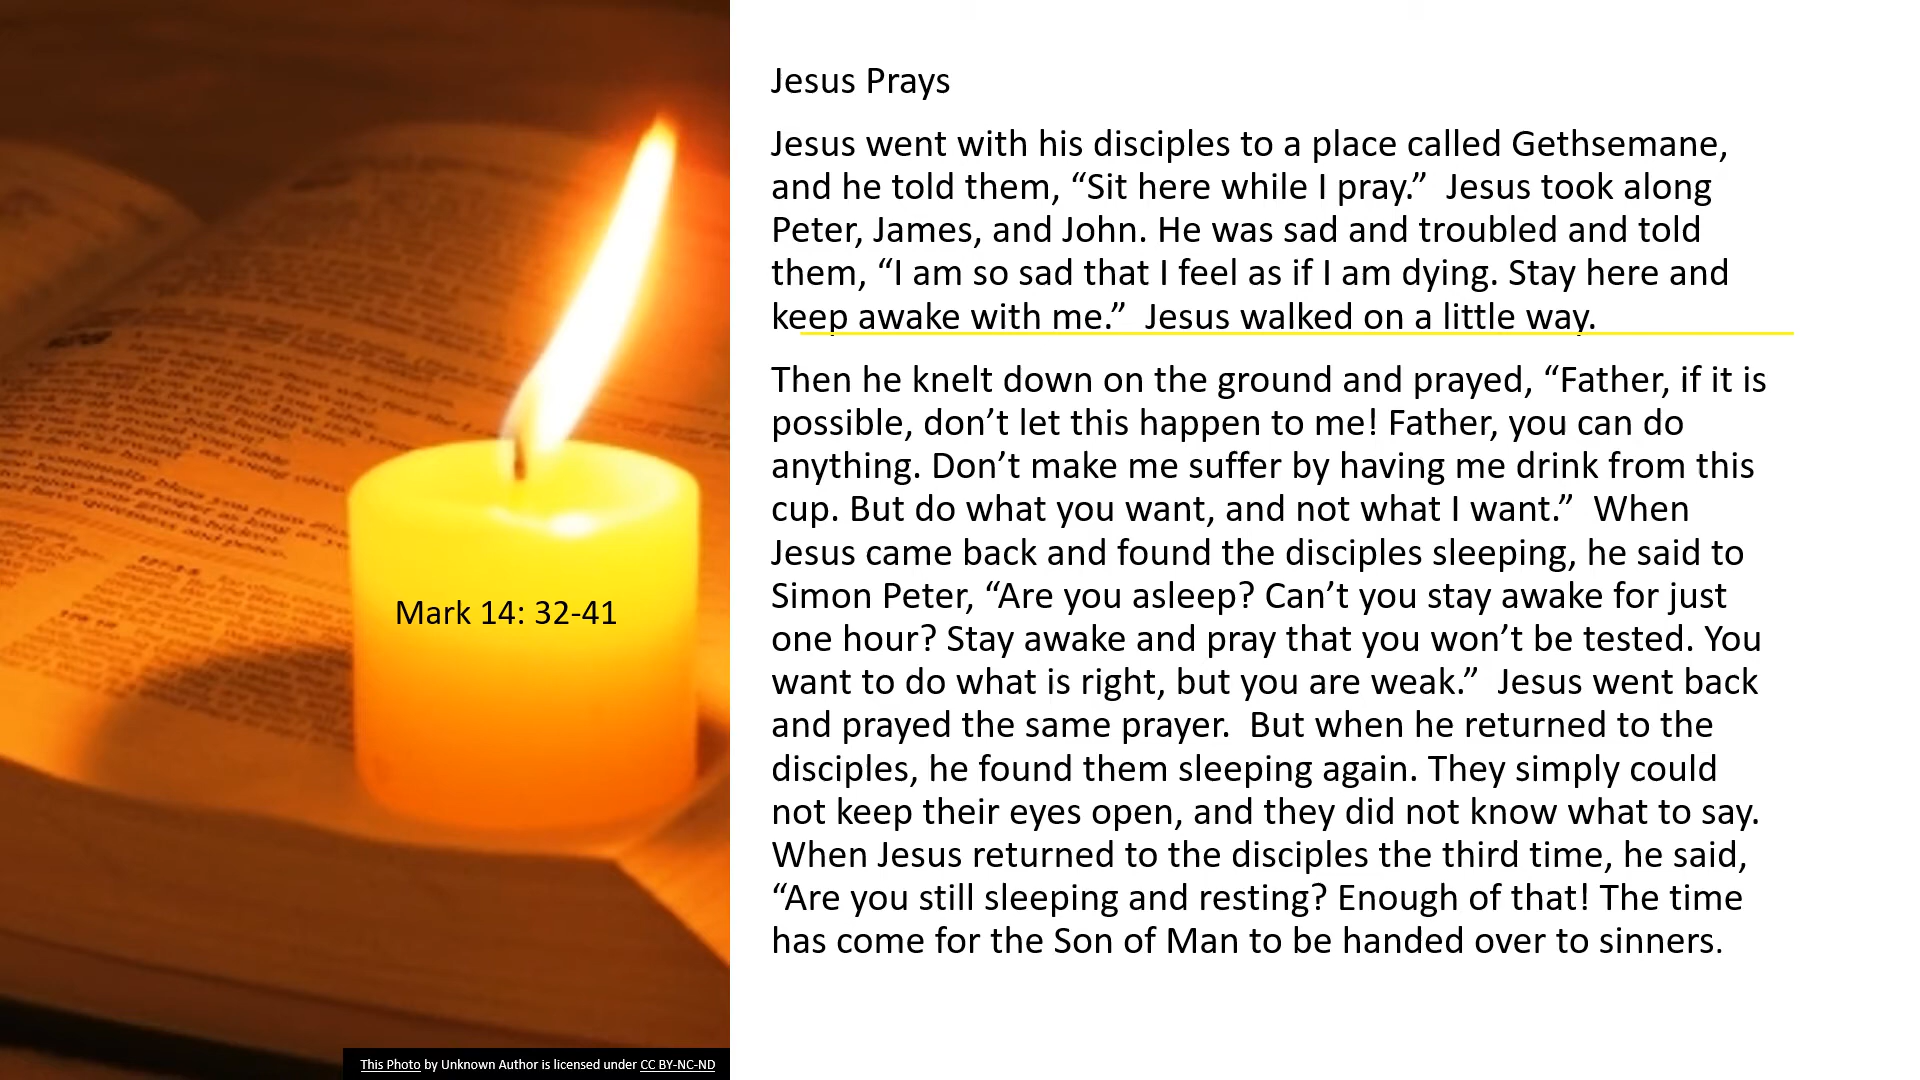 Jesus Prays
Jesus went with his disciples to a place called Gethsemane,
and he told them, “Sit here while I pray.”  Jesus took along
Peter, James, and John. He was sad and troubled and told
them, “I am so sad that I feel as if I am dying. Stay here and
keep awake with me.”  Jesus walked on a little way.
Then he knelt down on the ground and prayed, “Father, if it is
possible, don’t let this happen to me! Father, you can do
anything. Don’t make me suffer by having me drink from this
cup. But do what you want, and not what I want.”  When
Jesus came back and found the disciples sleeping, he said to
Simon Peter, “Are you asleep? Can’t you stay awake for just
one hour? Stay awake and pray that you won’t be tested. You
want to do what is right, but you are weak.”  Jesus went back
and prayed the same prayer.  But when he returned to the
disciples, he found them sleeping again. They simply could
not keep their eyes open, and they did not know what to say.
When Jesus returned to the disciples the third time, he said,
“Are you still sleeping and resting? Enough of that! The time
has come for the Son of Man to be handed over to sinners.
Mark 14: 32-41
This Photo by Unknown Author is licensed under CC BY-NC-ND